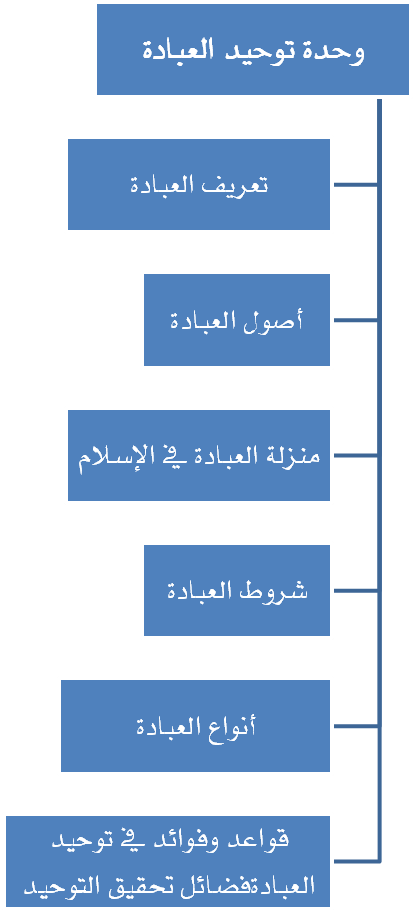 وحدة توحيد العبادة
تعريف العبادة
أصول العبادة
منزلة العبادة في الإسلام
شروط العبادة
أنواع العبادة
قواعد وفوائد في توحيد
العبادةفضائل تحقيق التوحيد